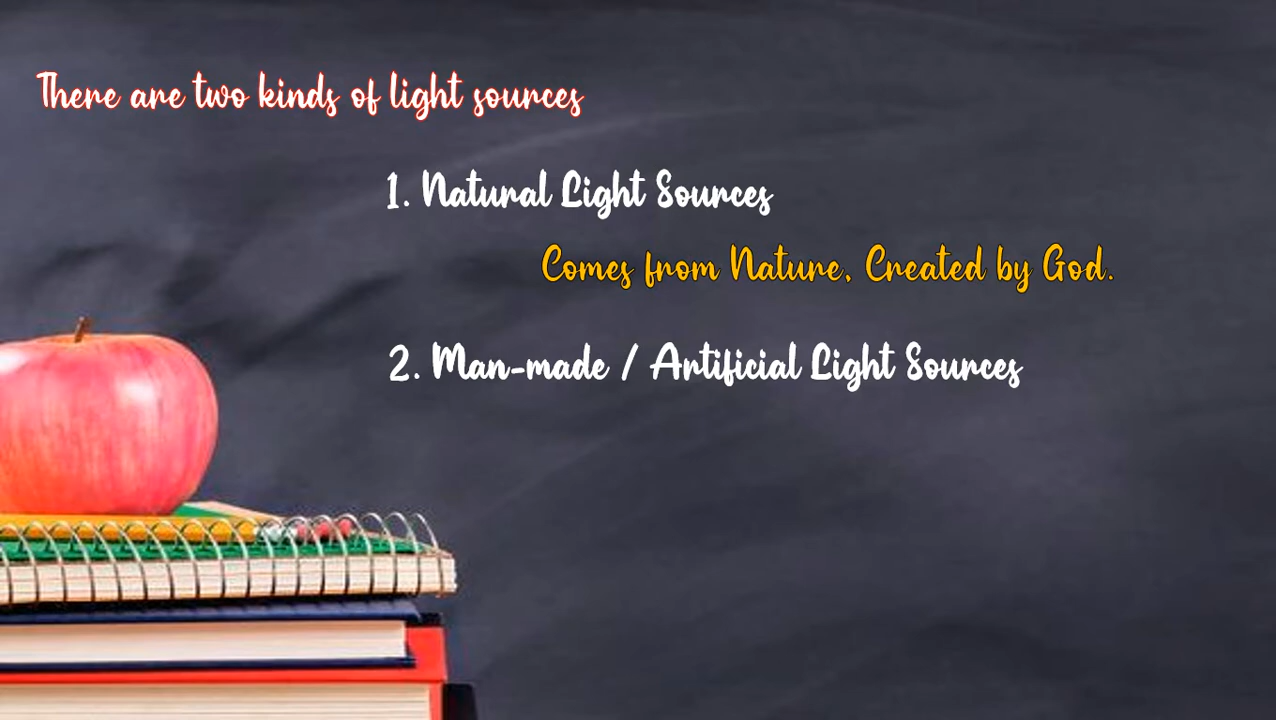 There are two kinds of light sources
1. Natural Light Sources
Comes from Nature, Created by God.
2. Man-made / Artificial Light Sources